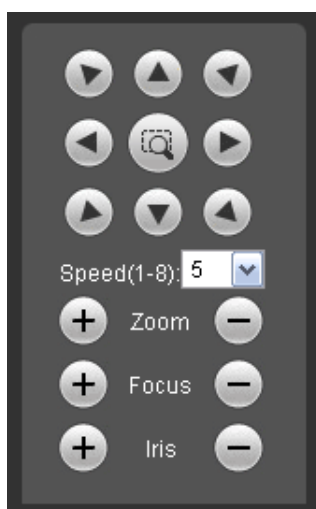 Speed(1-8): 5
+ Zoom −
+ Focus −
+ Iris −